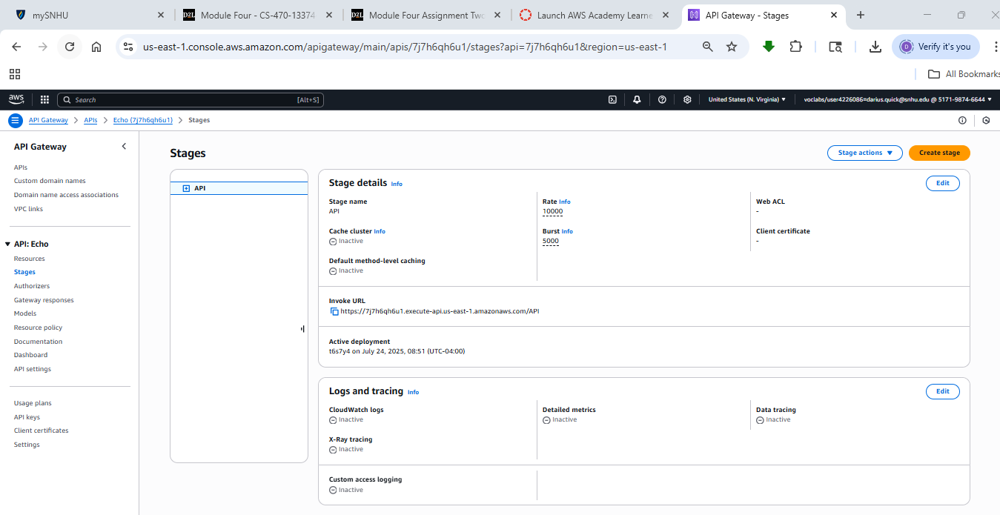 mySNHU
Module Four - CS-470-13374
Module Four Assignment Two
Launch AWS Academy Learne
API Gateway - Stages
us-east-1.console.aws.amazon.com/apigateway/main/apis/7j7h6qh6u1/stages?api=7j7h6qh6u1&region=us-east-1
D Verify it's you
All Bookmarks
aws Search [Alt+S] United States (N. Virginia) voclabs/user4226086=darius.quick@snhu.edu @ 5171-9874-6644
API Gateway > APIs > Echo (7j7h6qh6u1) > Stages
API Gateway
APIs
Custom domain names
Domain name access associations
VPC links
API: Echo
Resources
Stages
Authorizers
Gateway responses
Models
Resource policy
Documentation
Dashboard
API settings
Usage plans
API keys
Client certificates
Settings
Stages
Stage actions
Create stage
API
Stage details Info
Edit
Stage name
API
Rate Info
10000
Web ACL
-
Cache cluster Info
Inactive
Burst Info
5000
Client certificate
-
Default method-level caching
Inactive
Invoke URL
https://7j7h6qh6u1.execute-api.us-east-1.amazonaws.com/API
Active deployment
t6s7y4 on July 24, 2025, 08:51 (UTC-04:00)
Logs and tracing Info
Edit
CloudWatch logs
Inactive
Detailed metrics
Inactive
Data tracing
Inactive
X-Ray tracing
Inactive
Custom access logging
Inactive